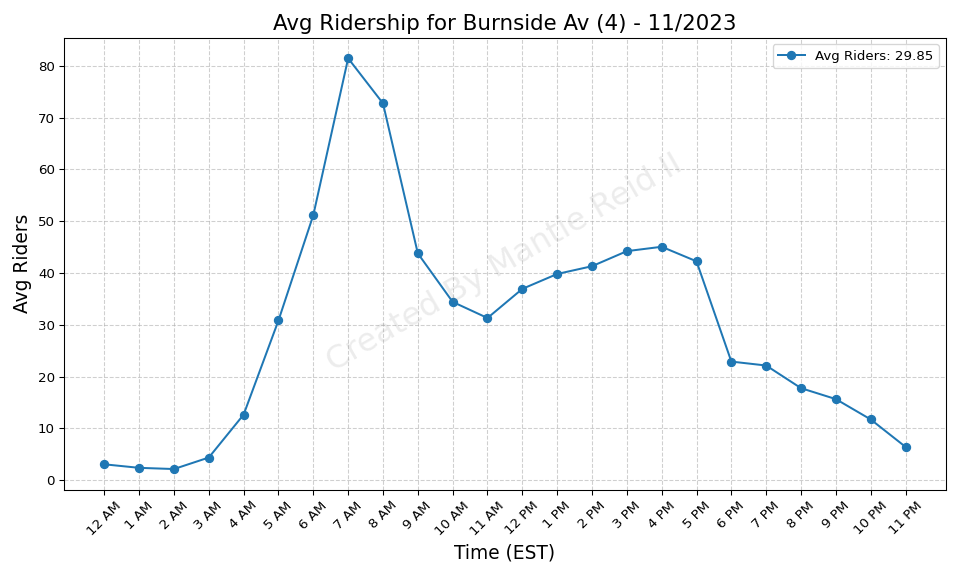 Avg Ridership for Burnside Av (4) - 11/2023
Avg Riders: 29.85
80
70
60
50
40
30
20
10
0
Avg Riders
Created By Mantle Reid II
12 AM
1 AM
2 AM
3 AM
4 AM
5 AM
6 AM
7 AM
8 AM
9 AM
10 AM
11 AM
12 PM
1 PM
2 PM
3 PM
4 PM
5 PM
6 PM
7 PM
8 PM
9 PM
10 PM
11 PM
Time (EST)